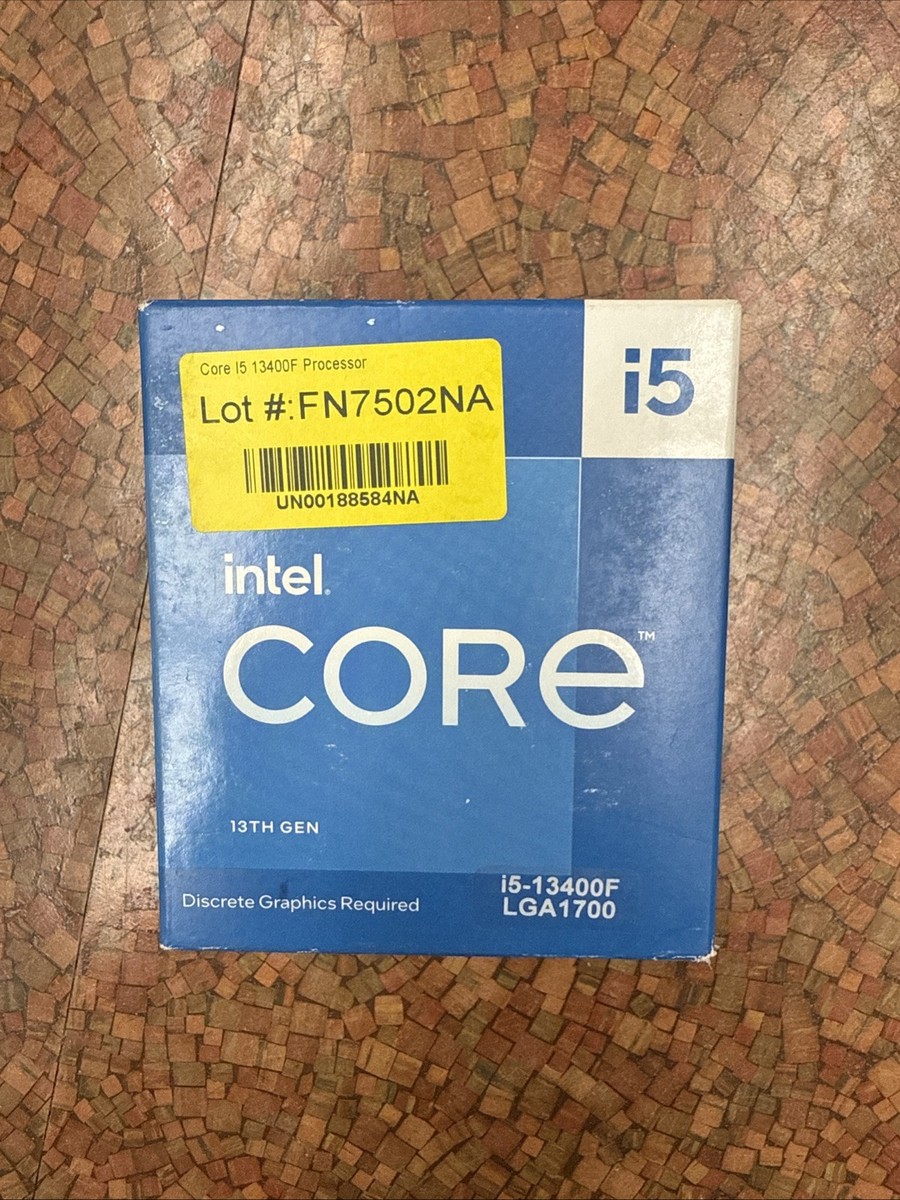 Core I5 13400F Processor
Lot #:FN7502NA
UN00188584NA
i5
intel.
CORe™
13TH GEN
Discrete Graphics Required
i5-13400F
LGA1700